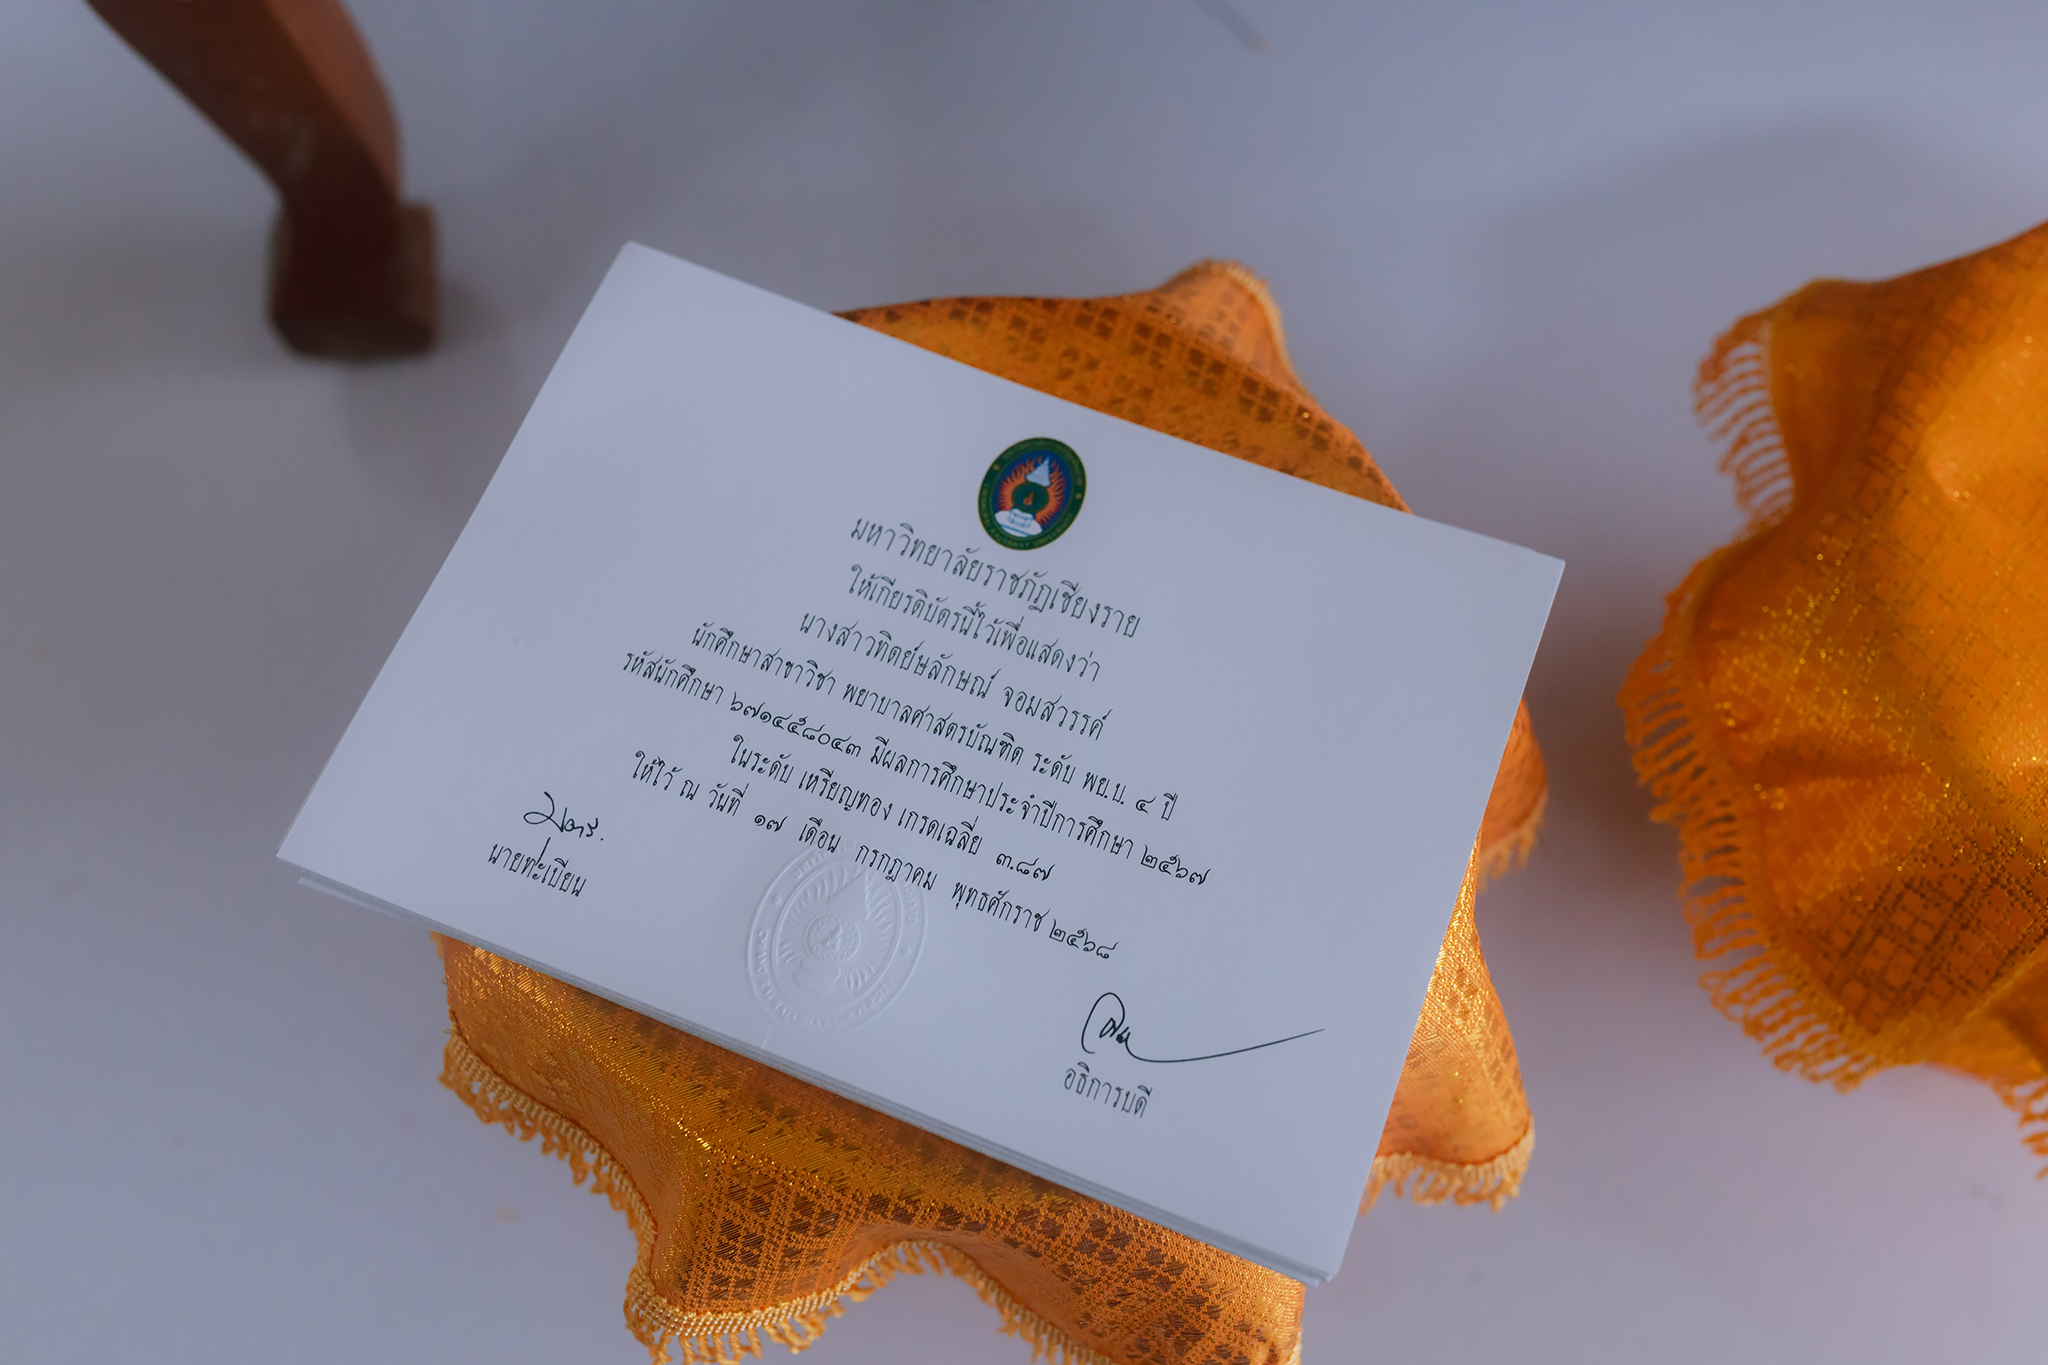 มหาวิทยาลัยราชภัฏเชียงราย
ให้เกียรติบัตรนี้ไว้เพื่อแสดงว่า
นางสาวทิตย์ษลักษณ์ จอมสวรรค์
นักศึกษาสาขาวิชา พยาบาลศาสตรบัณฑิต ระดับ พย.บ. ๔ ปี
รหัสนักศึกษา ๖๗๑๔๕๘๐๔๓ มีผลการศึกษาประจำปีการศึกษา ๒๕๖๗
ในระดับ เหรียญทอง เกรดเฉลี่ย ๓.๘๗
ให้ไว้ ณ วันที่ ๑๗ เดือน กรกฎาคม พุทธศักราช ๒๕๖๘
นายทะเบียน
อธิการบดี